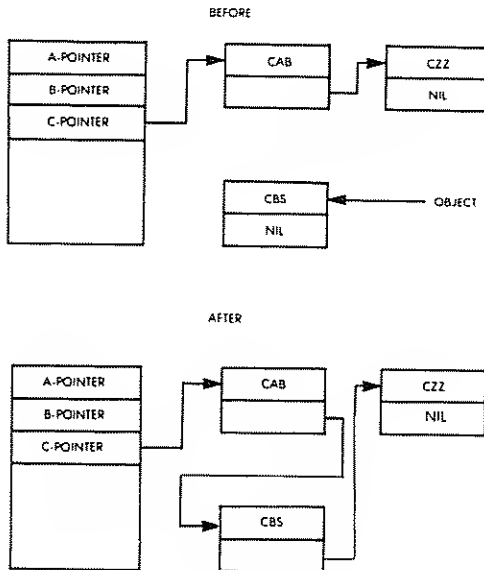 BEFORE
A-POINTER
B-POINTER
C-POINTER
CAB
CZZ
NIL
CBS
NIL
OBJECT
AFTER
A-POINTER
B-POINTER
C-POINTER
CAB
CZZ
NIL
CBS